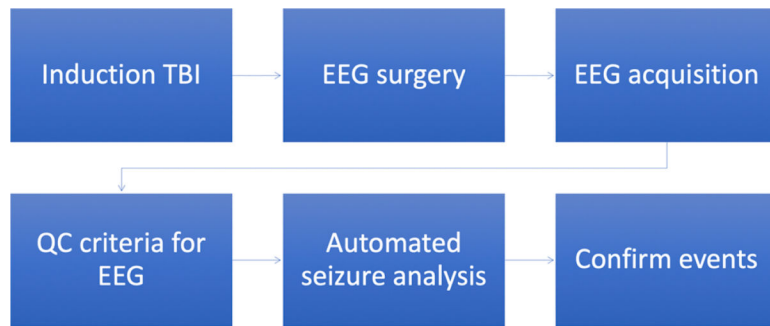 Induction TBI
EEG surgery
EEG acquisition
QC criteria for
EEG
Automated
seizure analysis
Confirm events